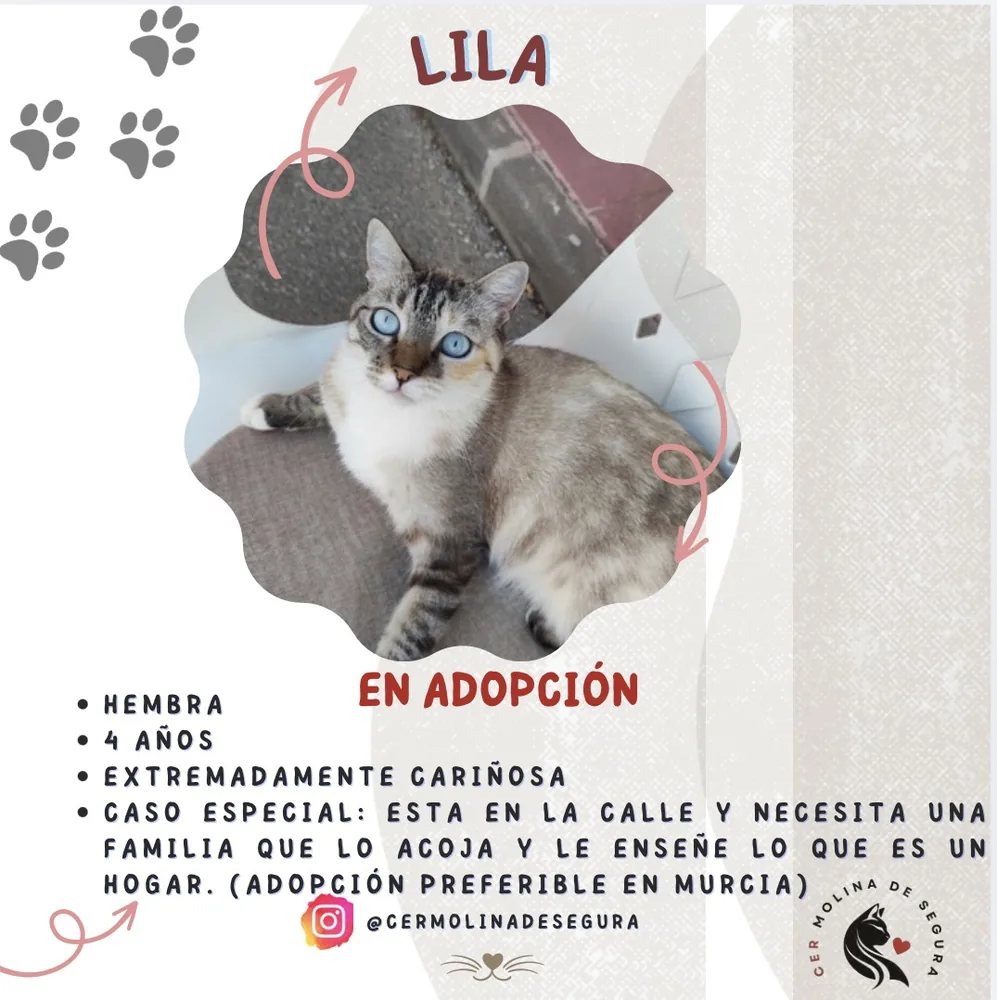 LILA
EN ADOPCIÓN
HEMBRA
4 AÑOS
EXTREMADAMENTE CARIÑOSA
CASO ESPECIAL: ESTA EN LA CALLE Y NECESITA UNA
FAMILIA QUE LO ACOJA Y LE ENSEÑE LO QUE ES UN
HOGAR. (ADOPCIÓN PREFERIBLE EN MURCIA)
@CERMOLINADESEGURA
CER MOLINA DE SEGURA